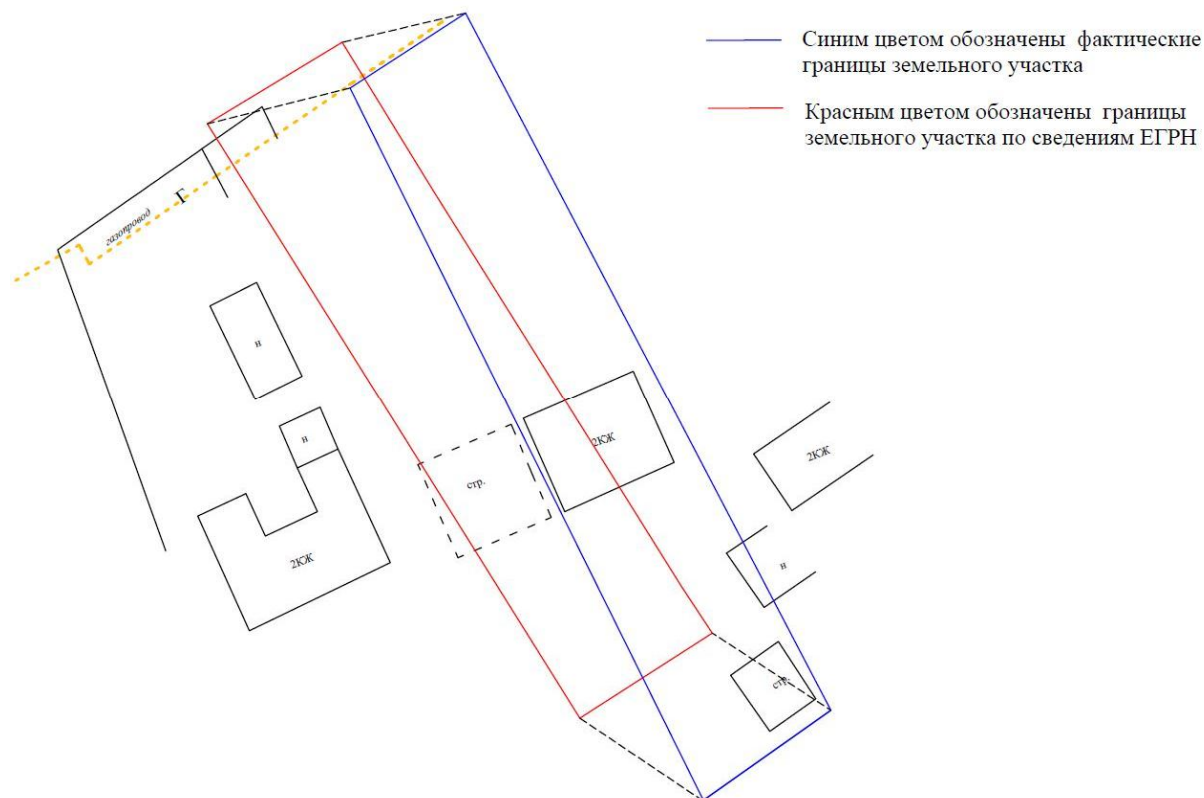 Синим цветом обозначены фактические
границы земельного участка
Красным цветом обозначены границы
земельного участка по сведениям ЕГРН
Г
газопровод
н
н
2КЖ
стр.
2КЖ
2КЖ
н
стр.